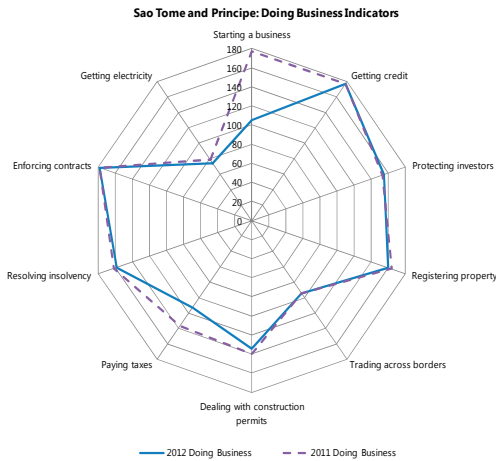 Sao Tome and Principe: Doing Business Indicators
Starting a business
180
160
140
120
100
80
60
40
20
0
Getting electricity
Getting credit
Enforcing contracts
Protecting investors
Resolving insolvency
Registering property
Paying taxes
Trading across borders
Dealing with construction
permits
2012 Doing Business
2011 Doing Business